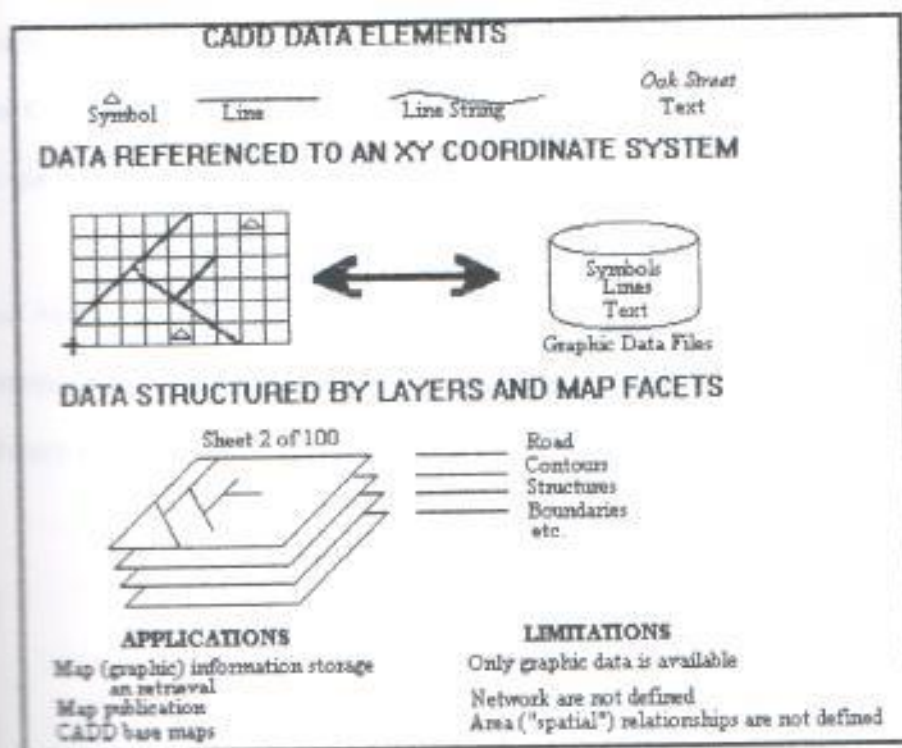 CADD DATA ELEMENTS
Symbol
Line
Line String
Oak Street
Text
DATA REFERENCED TO AN XY COORDINATE SYSTEM
Symbols
Lines
Text
Graphic Data Files
DATA STRUCTURED BY LAYERS AND MAP FACETS
Sheet 2 of 100
Road
Contours
Structures
Boundaries
etc.
APPLICATIONS
Map (graphic) information storage
an retrieval
Map publication
CADD base maps
LIMITATIONS
Only graphic data is available
Network are not defined
Area ("spatial") relationships are not defined